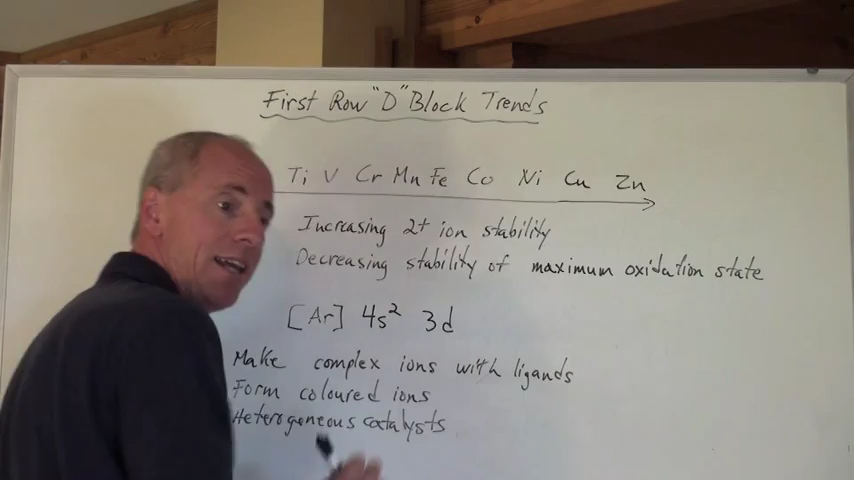 First Row "D" Block Trends
Ti V Cr Mn Fe Co Ni Cu Zn
Increasing 2+ ion stability
Decreasing stability of maximum oxidation state
[Ar] 4s² 3d
Make complex ions with ligands
Form coloured ions
Heterogeneous catalysts